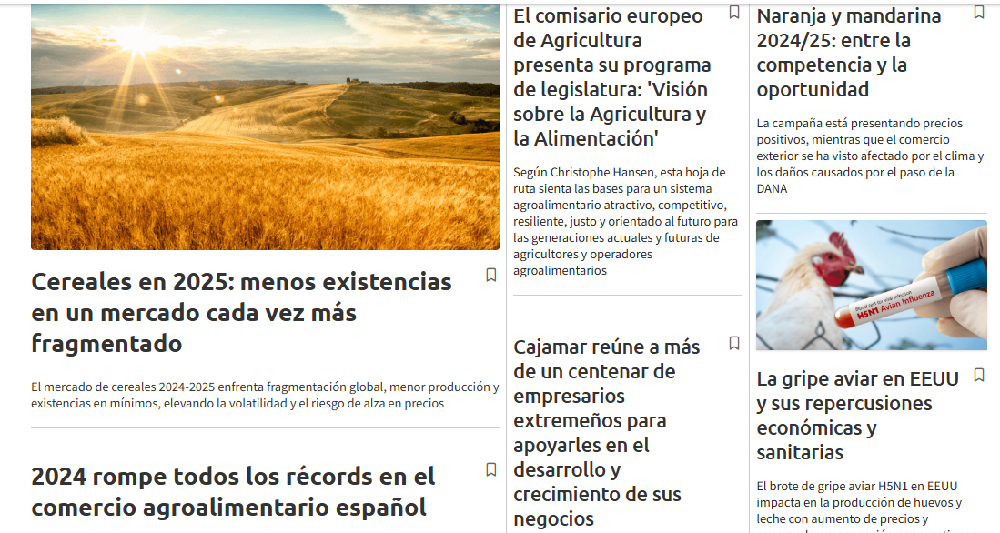 Cereales en 2025: menos existencias
en un mercado cada vez más
fragmentado
El mercado de cereales 2024-2025 enfrenta fragmentación global, menor producción y
existencias en mínimos, elevando la volatilidad y el riesgo de alza en precios
2024 rompe todos los récords en el
comercio agroalimentario español
El comisario europeo
de Agricultura
presenta su programa
de legislatura: 'Visión
sobre la Agricultura y
la Alimentación'
Según Christophe Hansen, esta hoja de
ruta sienta las bases para un sistema
agroalimentario atractivo, competitivo,
resiliente, justo y orientado al futuro para
las generaciones actuales y futuras de
agricultores y operadores
agroalimentarios
Cajamar reúne a más
de un centenar de
empresarios
extremeños para
apoyarles en el
desarrollo y
crecimiento de sus
negocios
Naranja y mandarina
2024/25: entre la
competencia y la
oportunidad
La campaña está presentando precios
positivos, mientras que el comercio
exterior se ha visto afectado por el clima y
los daños causados por el paso de la
DANA
Blood test for viral infection
H5N1 Avian Influenza
La gripe aviar en EEUU
y sus repercusiones
económicas y
sanitarias
El brote de gripe aviar H5N1 en EEUU
impacta en la producción de huevos y
leche con aumento de precios y